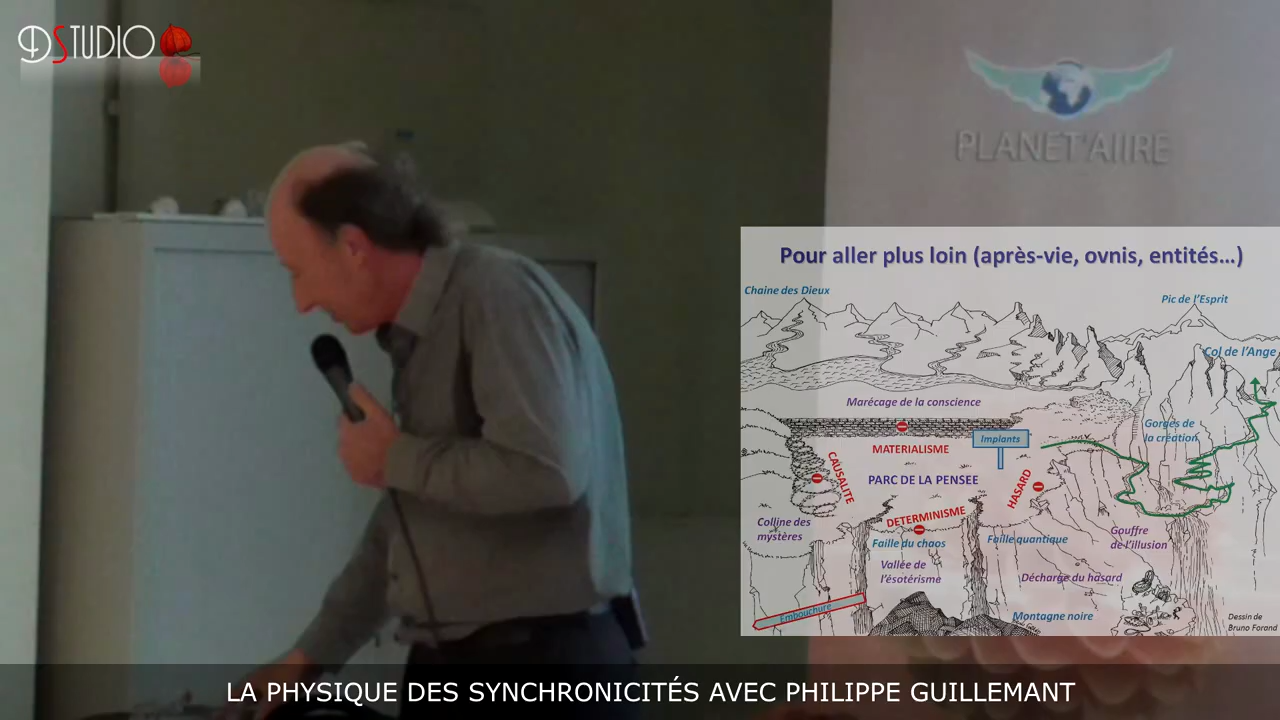 DSTUDIO
PLANET'AIIRE
Pour aller plus loin (après-vie, ovnis, entités…)
Chaine des Dieux
Pic de l'Esprit
Col de l'Ange
Marécage de la conscience
Gorges de
la création
Implants
MATERIALISME
CAUSALITE
PARC DE LA PENSEE
HASARD
DETERMINISME
Colline des
mystères
Faille du chaos
Faille quantique
Gouffre
de l'illusion
Vallée de
l'ésotérisme
Décharge du hasard
Embouchure
Montagne noire
Dessin de
Bruno Forand
LA PHYSIQUE DES SYNCHRONICITÉS AVEC PHILIPPE GUILLEMANT